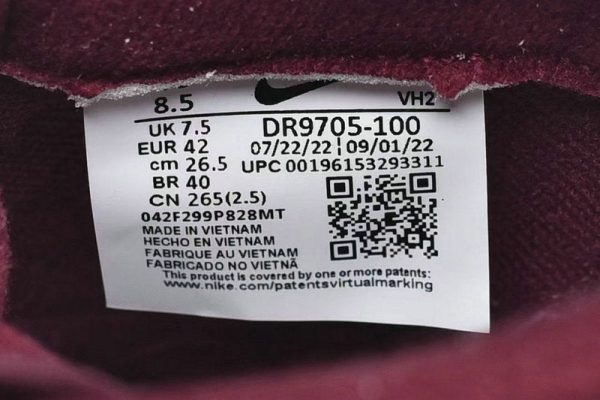 8.5 VH2
UK 7.5 DR9705-100
EUR 42 07/22/22 | 09/01/22
cm 26.5 UPC 00196153293311
BR 40
CN 265(2.5)
042F299P828MT
MADE IN VIETNAM
HECHO EN VIETNAM
FABRIQUE AU VIETNAM
FABRICADO NO VIETNÃ
This product is covered by one or more patents:
www.nike.com/patentsvirtualmarking